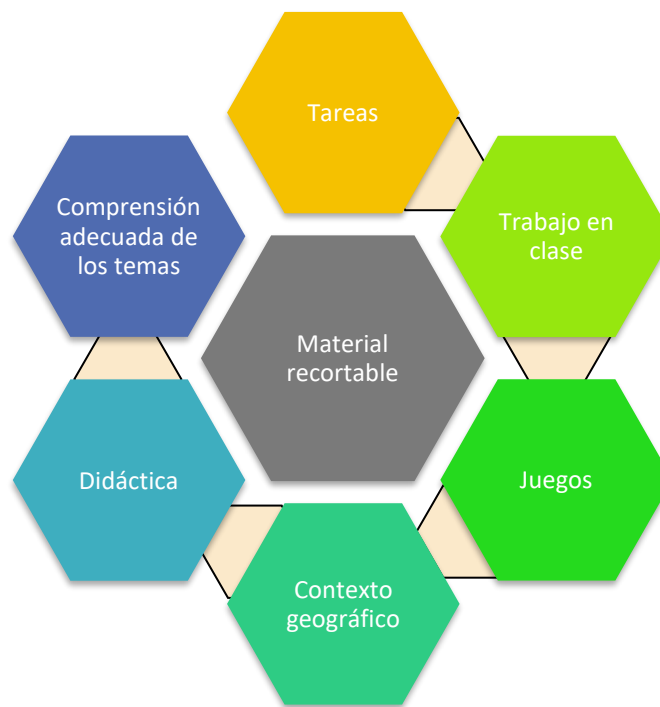 Tareas
Comprensión
adecuada de
los temas
Trabajo en
clase
Material
recortable
Didáctica
Juegos
Contexto
geográfico